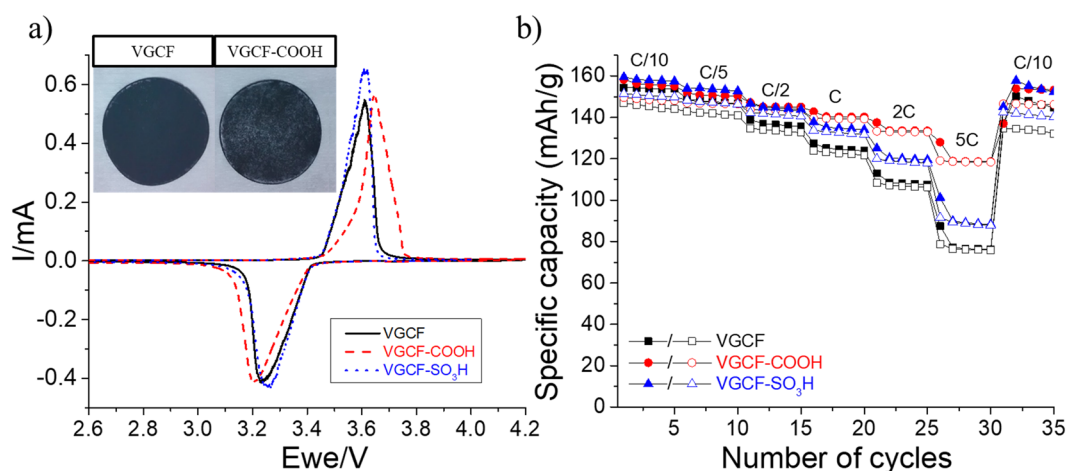 a)
VGCF VGCF-COOH
I/mA
0.6
0.4
0.2
0.0
-0.2
-0.4
2.6 2.8 3.0 3.2 3.4 3.6 3.8 4.0 4.2
Ewe/V
VGCF
VGCF-COOH
VGCF-SO₃H
b)
Specific capacity (mAh/g)
160
140
120
100
80
60
40
20
0
C/10 C/5 C/2 C 2C 5C C/10
/ VGCF
/ VGCF-COOH
/ VGCF-SO₃H
5 10 15 20 25 30 35
Number of cycles